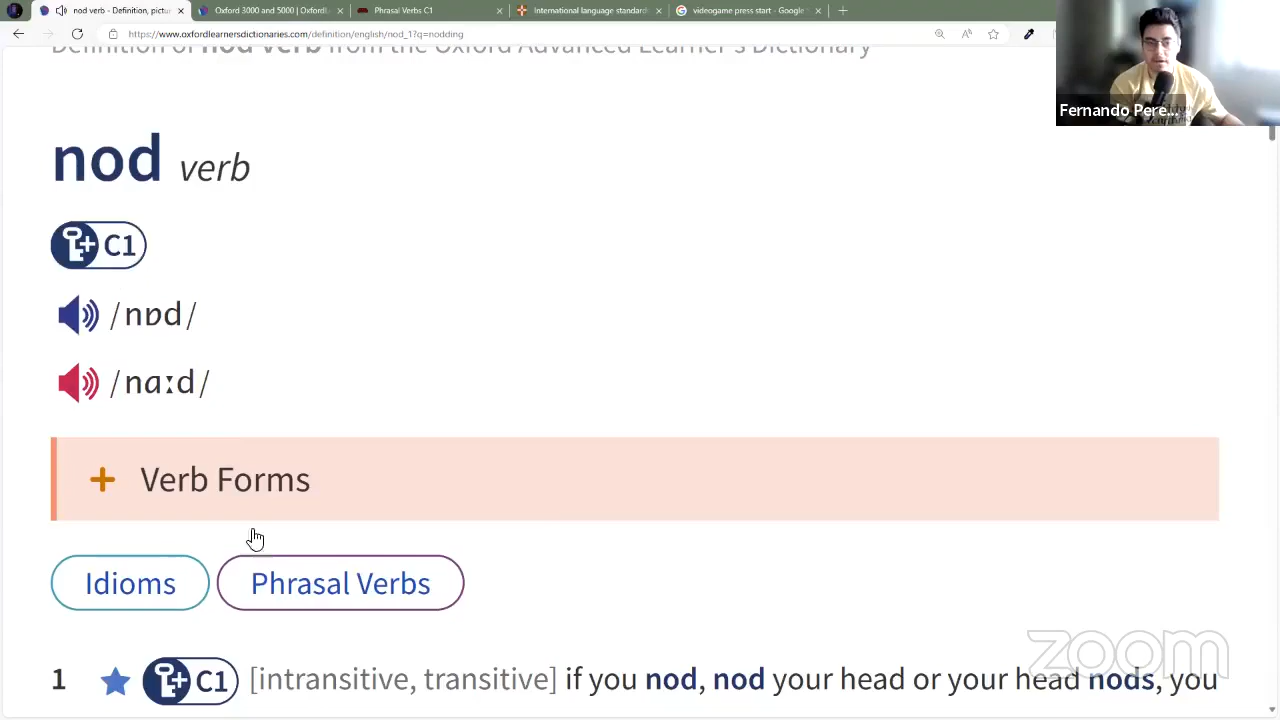 nod verb - Definition, pictur
Oxford 3000 and 5000 | OxfordL
Phrasal Verbs C1
International language standard
videogame press start - Google
https://www.oxfordlearnersdictionaries.com/definition/english/nod_1?q=nodding
Definition of nod verb from the Oxford Advanced Learner's Dictionary
Fernando Pere...
nod verb
C1
/nɒd/
/nɑːd/
+ Verb Forms
Idioms
Phrasal Verbs
1 C1 [intransitive, transitive] if you nod, nod your head or your head nods, you
zoom